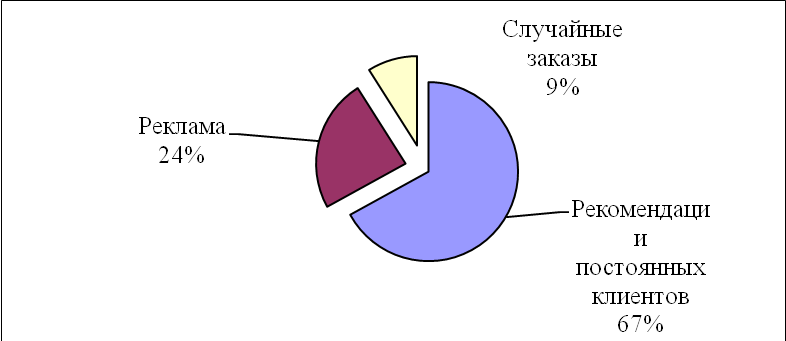 Случайные
заказы
9%
Реклама
24%
Рекомендаци
и
постоянных
клиентов
67%